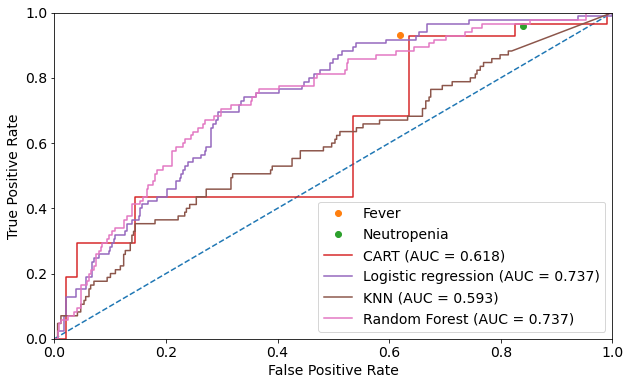 1.0
0.8
0.6
0.4
0.2
0.0
True Positive Rate
Fever
Neutropenia
CART (AUC = 0.618)
Logistic regression (AUC = 0.737)
KNN (AUC = 0.593)
Random Forest (AUC = 0.737)
0.0 0.2 0.4 0.6 0.8 1.0
False Positive Rate